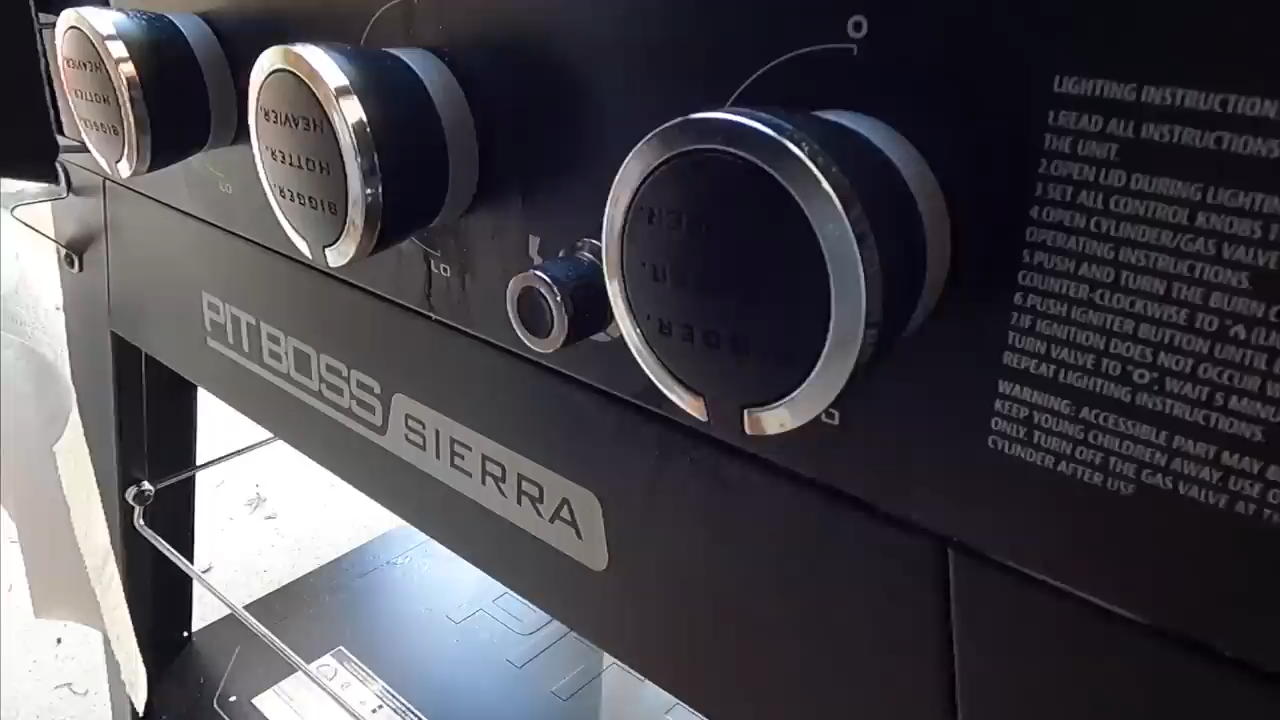 HEAVIER.
HOTTER.
BIGGER.
LO
HEAVIER.
HOTTER.
BIGGER.
LO
O
PIT BOSS
SIERRA
LIGHTING INSTRUCTION
1.READ ALL INSTRUCTIONS
THE UNIT.
2.OPEN LID DURING
3 SET ALL CONTROL KNOBS
4.OPEN CYLINDER/GAS VALVE
OPERATING INSTRUCTIONS.
5.PUSH AND TURN THE
COUNTER-CLOCKWISE TO "
6.PUSH IGNITER BUTTON UNTIL
7.IF IGNITION DOES NOT OCCUR
TURN VALVE TO "O", WAIT 5
REPEAT LIGHTING INSTRUCTIONS.
WARNING: ACCESSIBLE PART MAY
KEEP YOUNG CHILDREN AWAY. USE
ONLY. TURN OFF THE GAS VALVE AT
CYLINDER AFTER USE